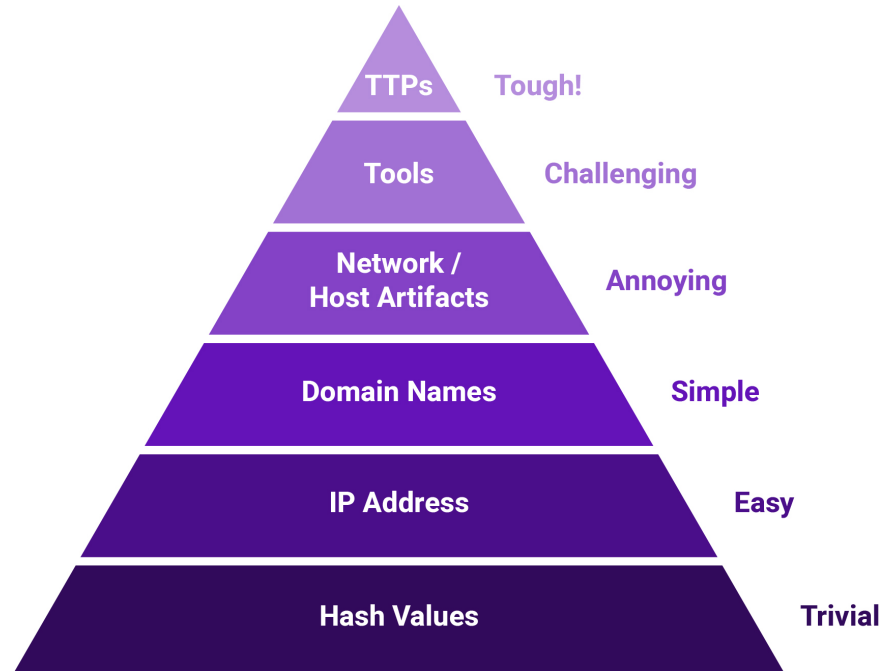 TTPs
Tough!
Tools
Challenging
Network /
Host Artifacts
Annoying
Domain Names
Simple
IP Address
Easy
Hash Values
Trivial